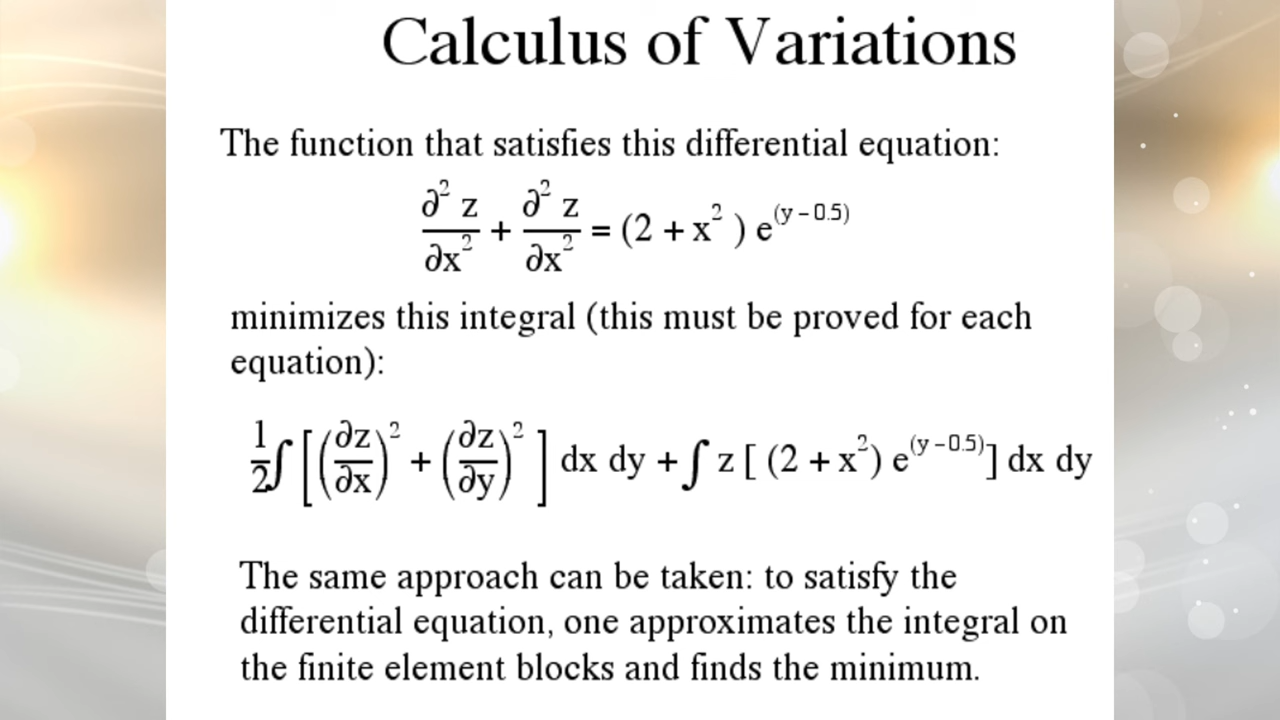 Calculus of Variations
The function that satisfies this differential equation:
∂² z/∂x² + ∂² z/∂x² = (2 + x² ) e^(y – 0.5)
minimizes this integral (this must be proved for each
equation):
1/2 ∫ [(∂z/∂x)² + (∂z/∂y)² ] dx dy + ∫ z [ (2 + x²) e^(y – 0.5)] dx dy
The same approach can be taken: to satisfy the
differential equation, one approximates the integral on
the finite element blocks and finds the minimum.